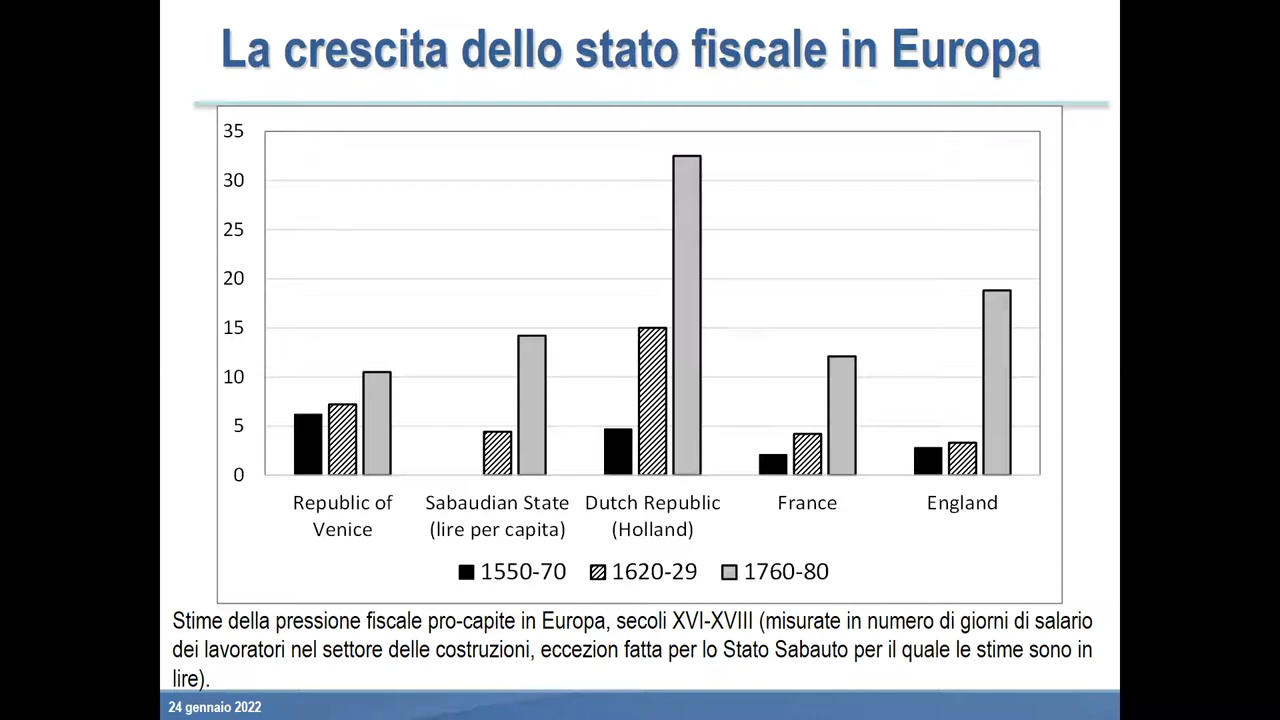 La crescita dello stato fiscale in Europa
35
30
25
20
15
10
5
0
Republic of Venice
Sabaudian State (lire per capita)
Dutch Republic (Holland)
France
England
1550-70
1620-29
1760-80
Stime della pressione fiscale pro-capite in Europa, secoli XVI-XVIII (misurate in numero di giorni di salario
dei lavoratori nel settore delle costruzioni, eccezion fatta per lo Stato Sabauto per il quale le stime sono in
lire).
24 gennaio 2022